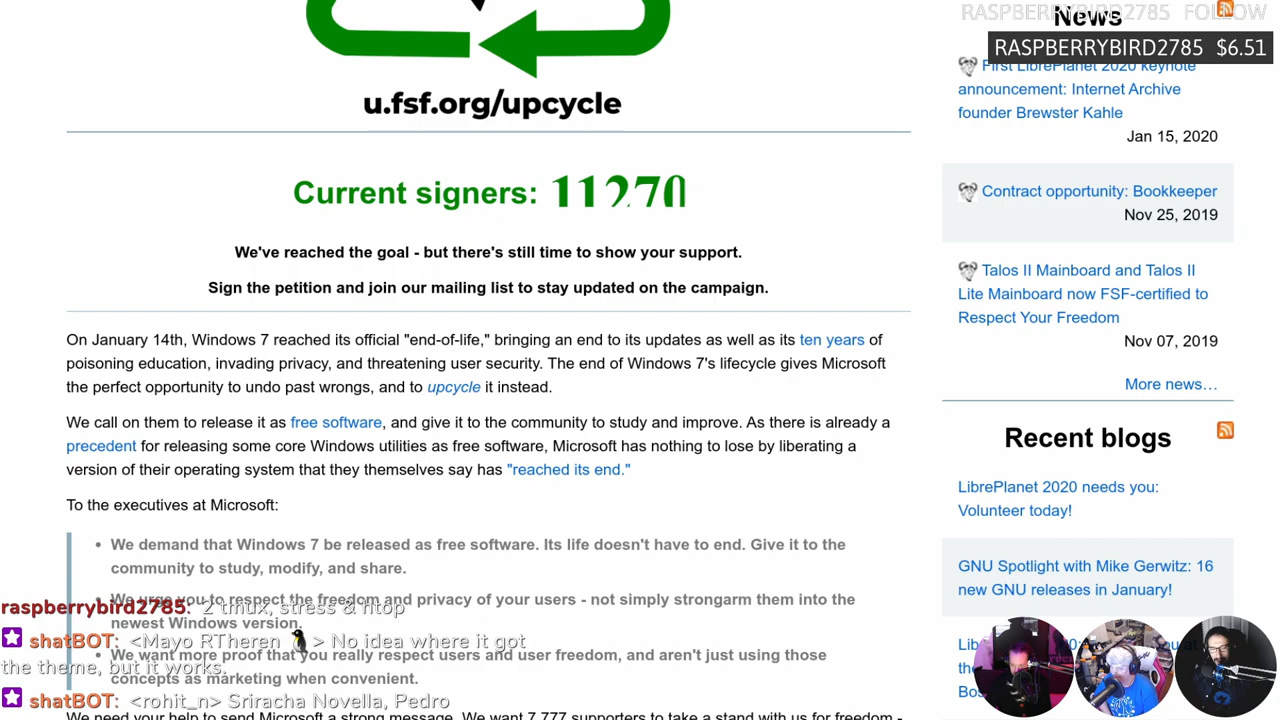 RASPBERRYBIRD2785 FOLLOW
News
RASPBERRYBIRD2785 $6.51
u.fsf.org/upcycle
Current signers: 11270
We've reached the goal - but there's still time to show your support.
Sign the petition and join our mailing list to stay updated on the campaign.
On January 14th, Windows 7 reached its official "end-of-life," bringing an end to its updates as well as its ten years of
poisoning education, invading privacy, and threatening user security. The end of Windows 7's lifecycle gives Microsoft
the perfect opportunity to undo past wrongs, and to upcycle it instead.
We call on them to release it as free software, and give it to the community to study and improve. As there is already a
precedent for releasing some core Windows utilities as free software, Microsoft has nothing to lose by liberating a
version of their operating system that they themselves say has "reached its end."
To the executives at Microsoft:
• We demand that Windows 7 be released as free software. Its life doesn't have to end. Give it to the
community to study, modify, and share.
• We urge you to respect the freedom and privacy of your users - not simply strongarm them into the
newest Windows version.
• We want more proof that you really respect users and user freedom, and aren't just using those
concepts as marketing when convenient.
We need your help to send Microsoft a strong message. We want 7,777 supporters to take a stand with us for freedom -
raspberrybird2785: 2 tmux, stress & htop
shatBOT: <Mayo RTheren 🐧 > No idea where it got
the theme, but it works.
shatBOT: <rohit_n> Sriracha Novella, Pedro
First LibrePlanet 2020 keynote
announcement: Internet Archive
founder Brewster Kahle
Jan 15, 2020
Contract opportunity: Bookkeeper
Nov 25, 2019
Talos II Mainboard and Talos II
Lite Mainboard now FSF-certified to
Respect Your Freedom
Nov 07, 2019
More news…
Recent blogs
LibrePlanet 2020 needs you:
Volunteer today!
GNU Spotlight with Mike Gerwitz: 16
new GNU releases in January!